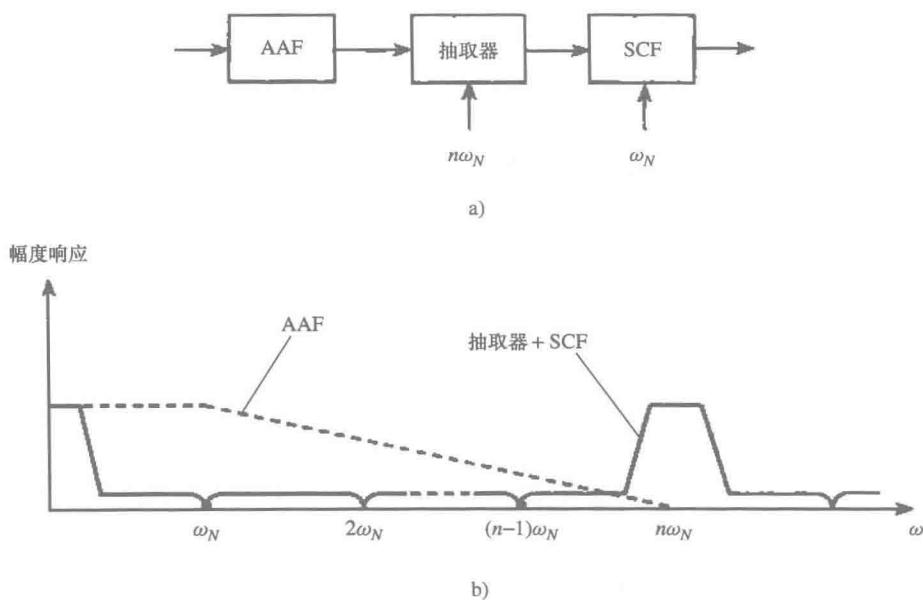 AAF
抽取器
SCF
nω_N
ω_N
a)
幅度响应
AAF
抽取器+SCF
ω_N
2ω_N
(n−1)ω_N
nω_N
ω
b)